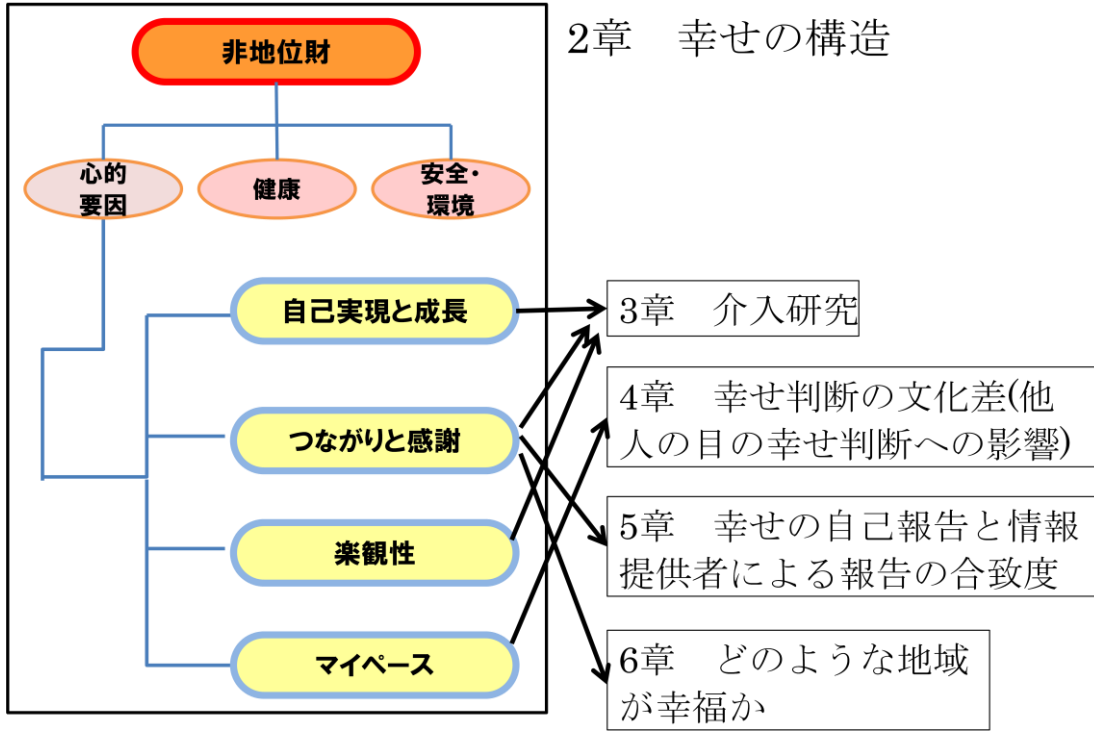 2章　幸せの構造
非地位財
心的
要因
健康
安全・
環境
自己実現と成長
つながりと感謝
楽観性
マイペース
3章　介入研究
4章　幸せ判断の文化差(他
人の目の幸せ判断への影響)
5章　幸せの自己報告と情報
提供者による報告の合致度
6章　どのような地域
が幸福か